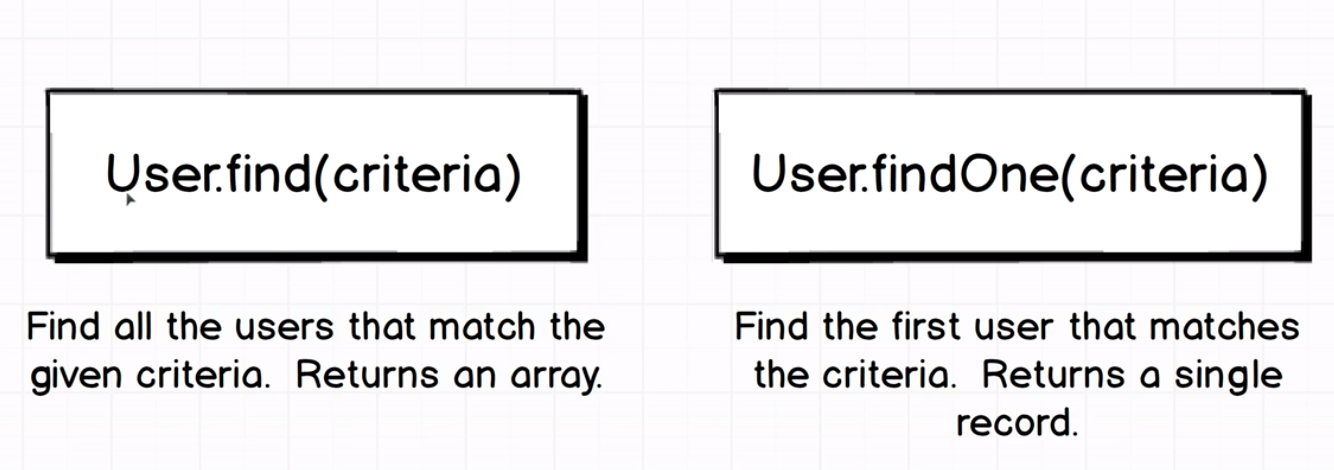 User.find(criteria)
User.findOne(criteria)
Find all the users that match the
given criteria.  Returns an array.
Find the first user that matches
the criteria.  Returns a single
record.